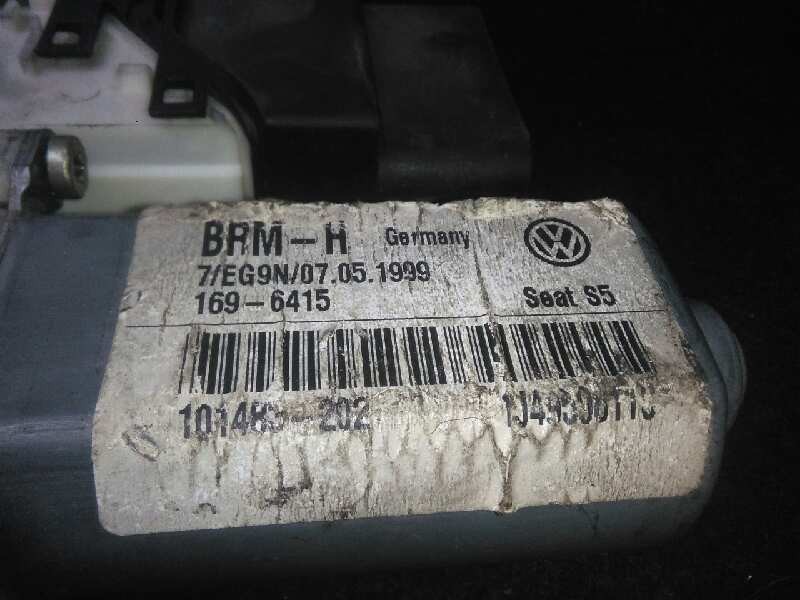 BRM-H Germany
7/EG9N/07.05.1999
169-6415 Seat S5